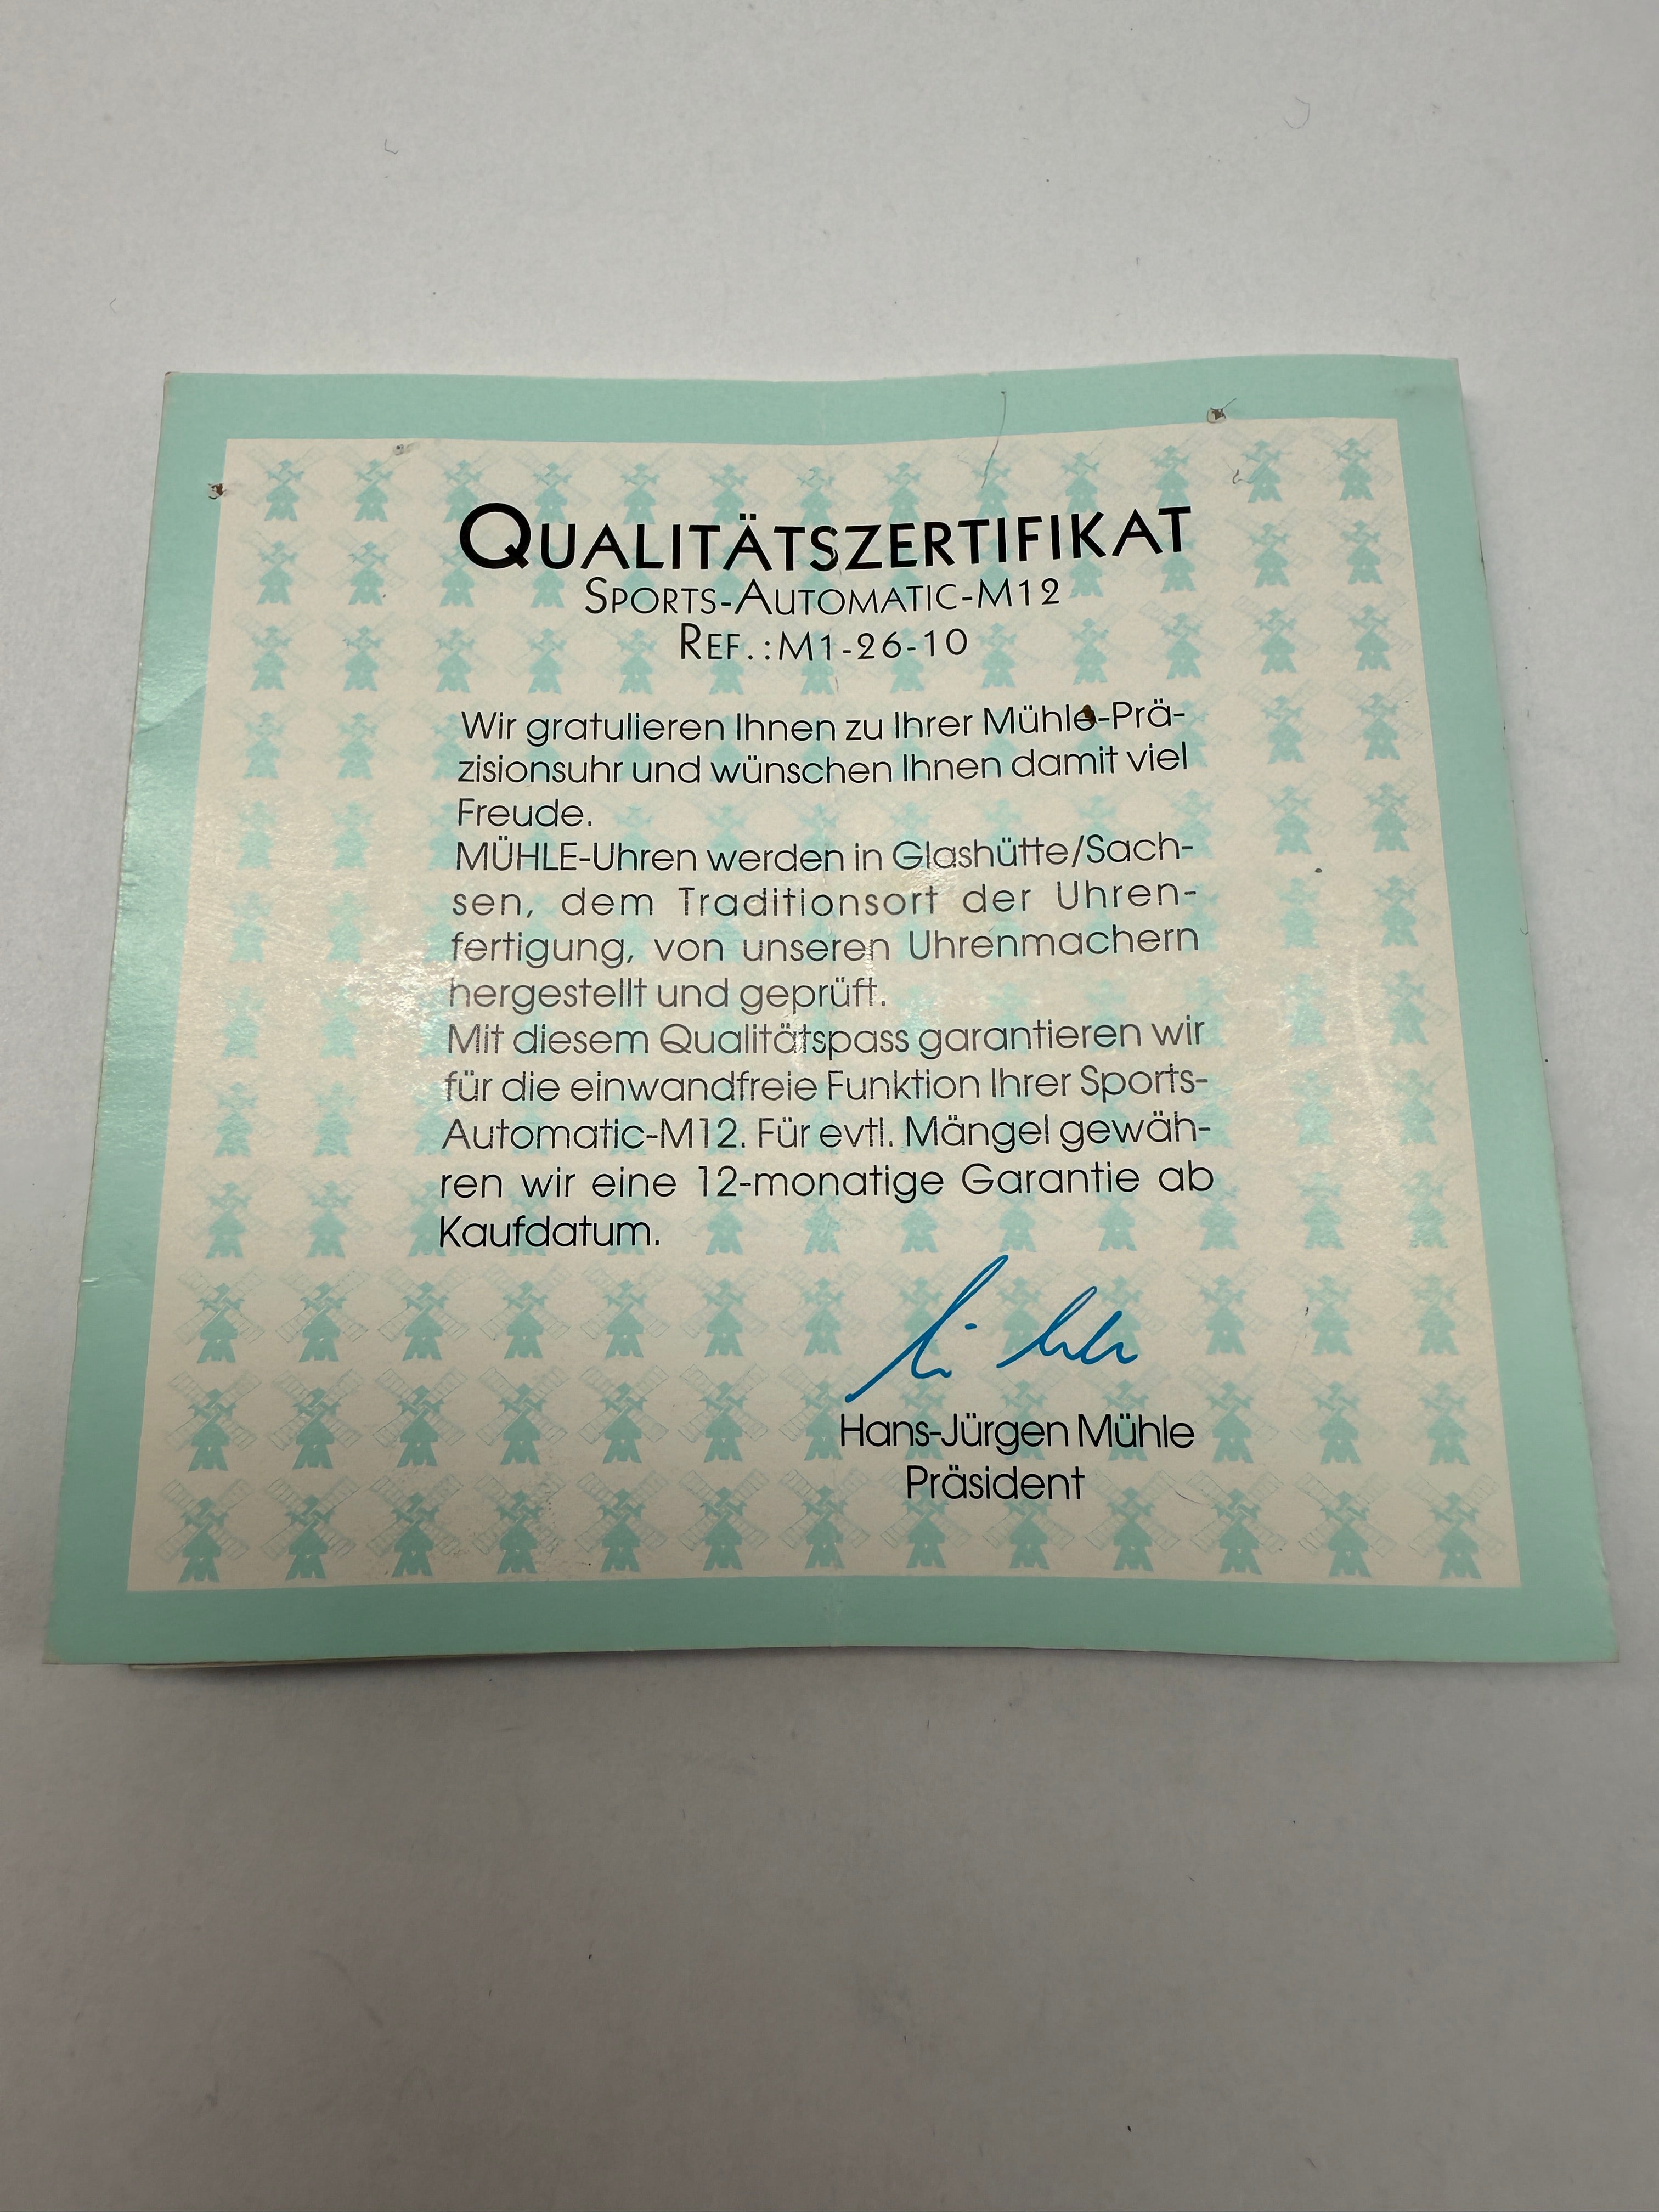 QUALITÄTSZERTIFIKAT
SPORTS-AUTOMATIC-M12
REF.:M1-26-10
Wir gratulieren Ihnen zu Ihrer Mühle-Prä-
zisionsuhr und wünschen Ihnen damit viel
Freude.
MÜHLE-Uhren werden in Glashütte/Sach-
sen, dem Traditionsort der Uhren-
fertigung, von unseren Uhrenmachern
hergestellt und geprüft.
Mit diesem Qualitätspass garantieren wir
für die einwandfreie Funktion Ihrer Sports-
Automatic-M12. Für evtl. Mängel gewäh-
ren wir eine 12-monatige Garantie ab
Kaufdatum.
Hans-Jürgen Mühle
Präsident